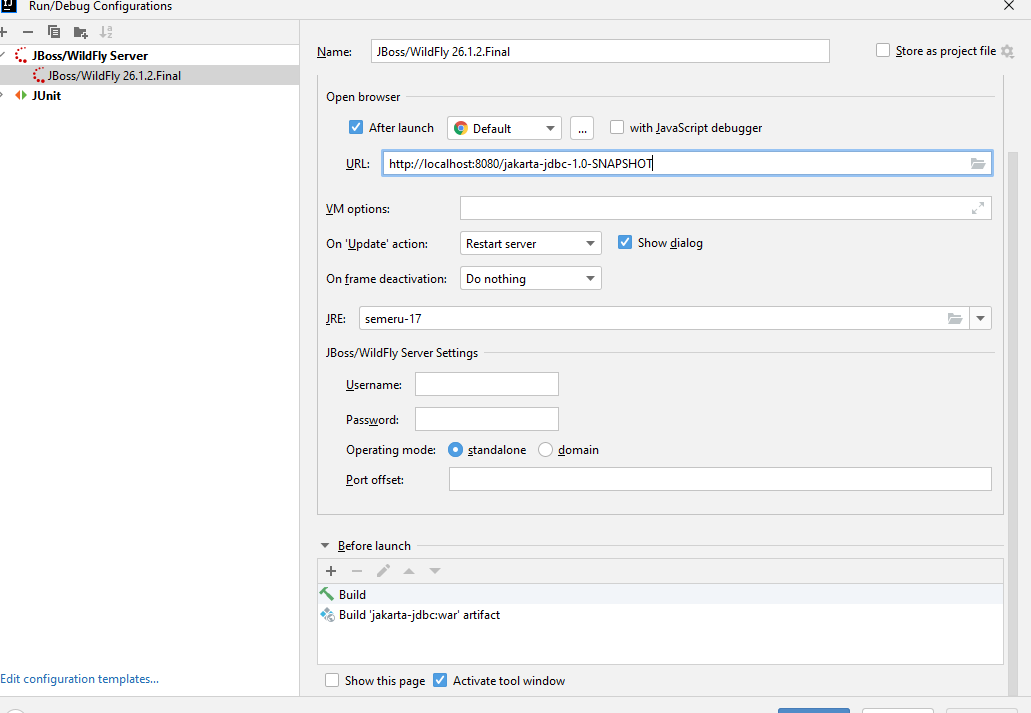 Run/Debug Configurations
JBoss/WildFly Server
JBoss/WildFly 26.1.2.Final
JUnit
Name: JBoss/WildFly 26.1.2.Final Store as project file
Open browser
After launch Default ... with JavaScript debugger
URL: http://localhost:8080/jakarta-jdbc-1.0-SNAPSHOT
VM options:
On 'Update' action: Restart server Show dialog
On frame deactivation: Do nothing
JRE: semeru-17
JBoss/WildFly Server Settings
Username:
Password:
Operating mode: standalone domain
Port offset:
Before launch
Build
Build 'jakarta-jdbc:war' artifact
Show this page Activate tool window
Edit configuration templates...